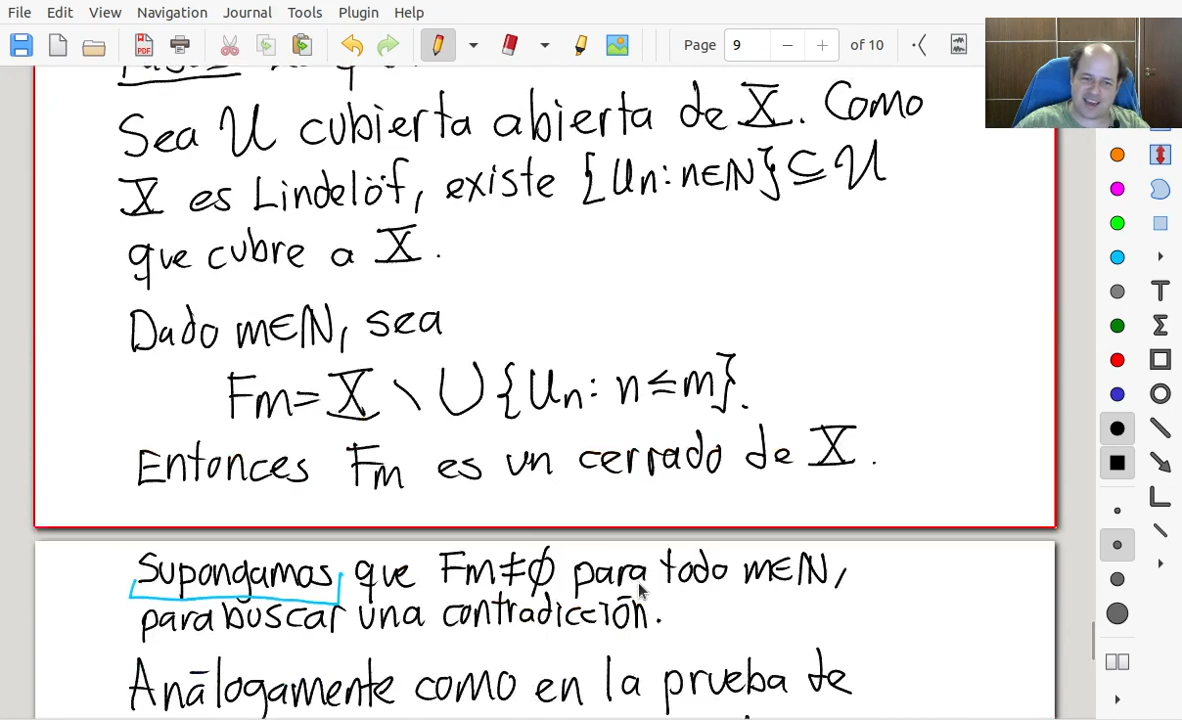 File Edit View Navigation Journal Tools Plugin Help
Page 9 of 10
Sea U cubierta abierta de X. Como
X es Lindelöf, existe {Un: n∈N}⊆U
que cubre a X.
Dado m∈N, sea
Fm=X\∪{Un: n≤m}.
Entonces Fm es un cerrado de X.
Supongamos que Fm≠∅ para todo m∈N,
para buscar una contradicción.
Análogamente como en la prueba de